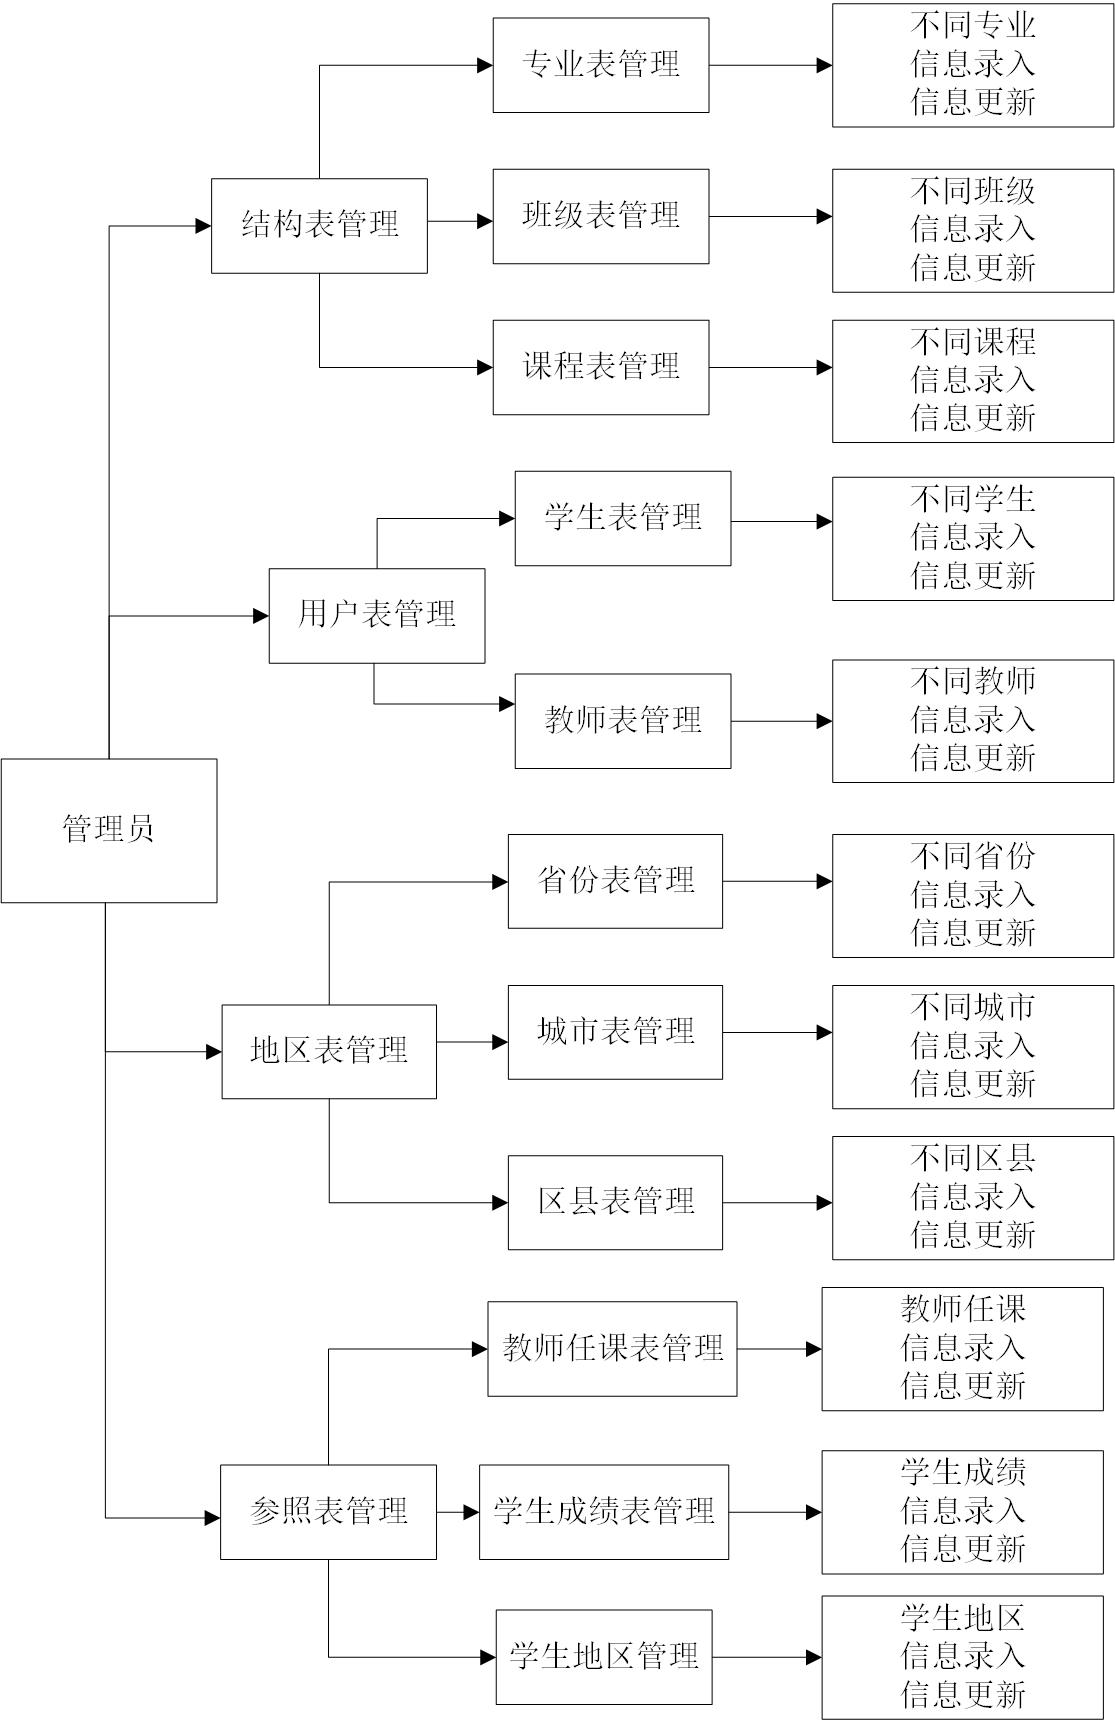 专业表管理
不同专业
信息录入
信息更新
结构表管理
班级表管理
不同班级
信息录入
信息更新
课程表管理
不同课程
信息录入
信息更新
学生表管理
不同学生
信息录入
信息更新
用户表管理
教师表管理
不同教师
信息录入
信息更新
管理员
省份表管理
不同省份
信息录入
信息更新
地区表管理
城市表管理
不同城市
信息录入
信息更新
区县表管理
不同区县
信息录入
信息更新
教师任课表管理
教师任课
信息录入
信息更新
参照表管理
学生成绩表管理
学生成绩
信息录入
信息更新
学生地区管理
学生地区
信息录入
信息更新